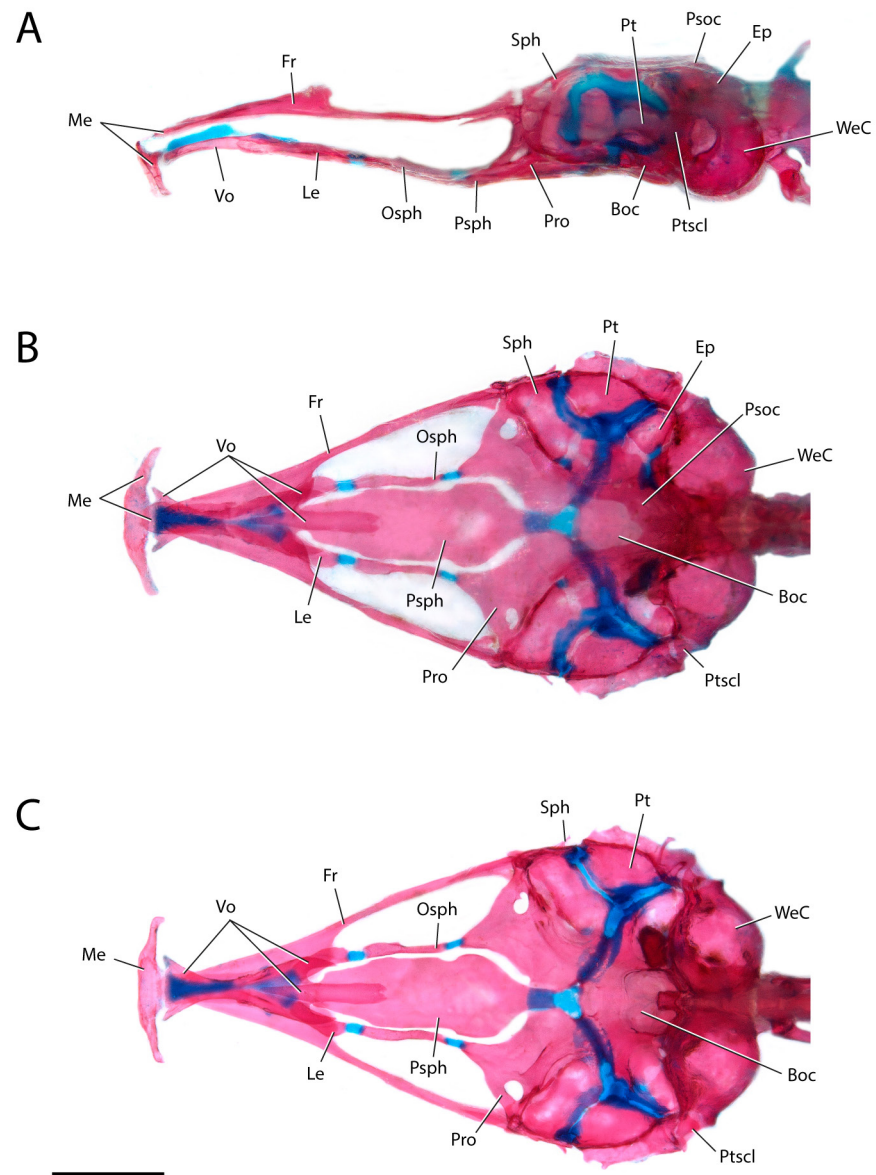 A
Psoc
Pt
Sph
Ep
Fr
Me
WeC
Vo
Le
Osph
Psph
Pro
Boc
Ptscl
B
Pt
Sph
Ep
Fr
Psoc
Osph
Vo
WeC
Me
Psph
Boc
Le
Pro
Ptscl
C
Pt
Sph
Fr
Osph
Vo
WeC
Me
Psph
Le
Boc
Pro
Ptscl